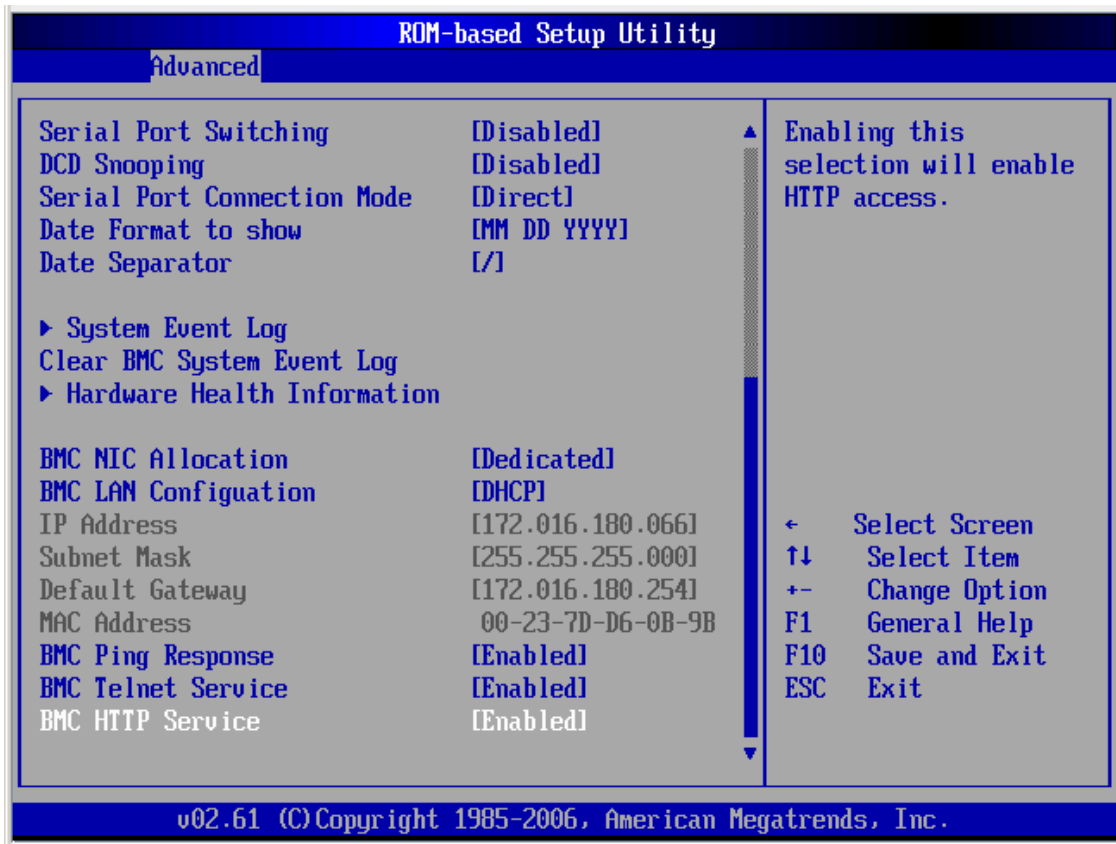 ROM-based Setup Utility
Advanced
Serial Port Switching [Disabled]
DCD Snooping [Disabled]
Serial Port Connection Mode [Direct]
Date Format to show [MM DD YYYY]
Date Separator [/]
System Event Log
Clear BMC System Event Log
Hardware Health Information
BMC NIC Allocation [Dedicated]
BMC LAN Configuation [DHCP]
IP Address [172.016.180.066]
Subnet Mask [255.255.255.000]
Default Gateway [172.016.180.254]
MAC Address 00-23-7D-D6-0B-9B
BMC Ping Response [Enabled]
BMC Telnet Service [Enabled]
BMC HTTP Service [Enabled]
Enabling this
selection will enable
HTTP access.
← Select Screen
↑↓ Select Item
+- Change Option
F1 General Help
F10 Save and Exit
ESC Exit
v02.61 (C)Copyright 1985-2006, American Megatrends, Inc.